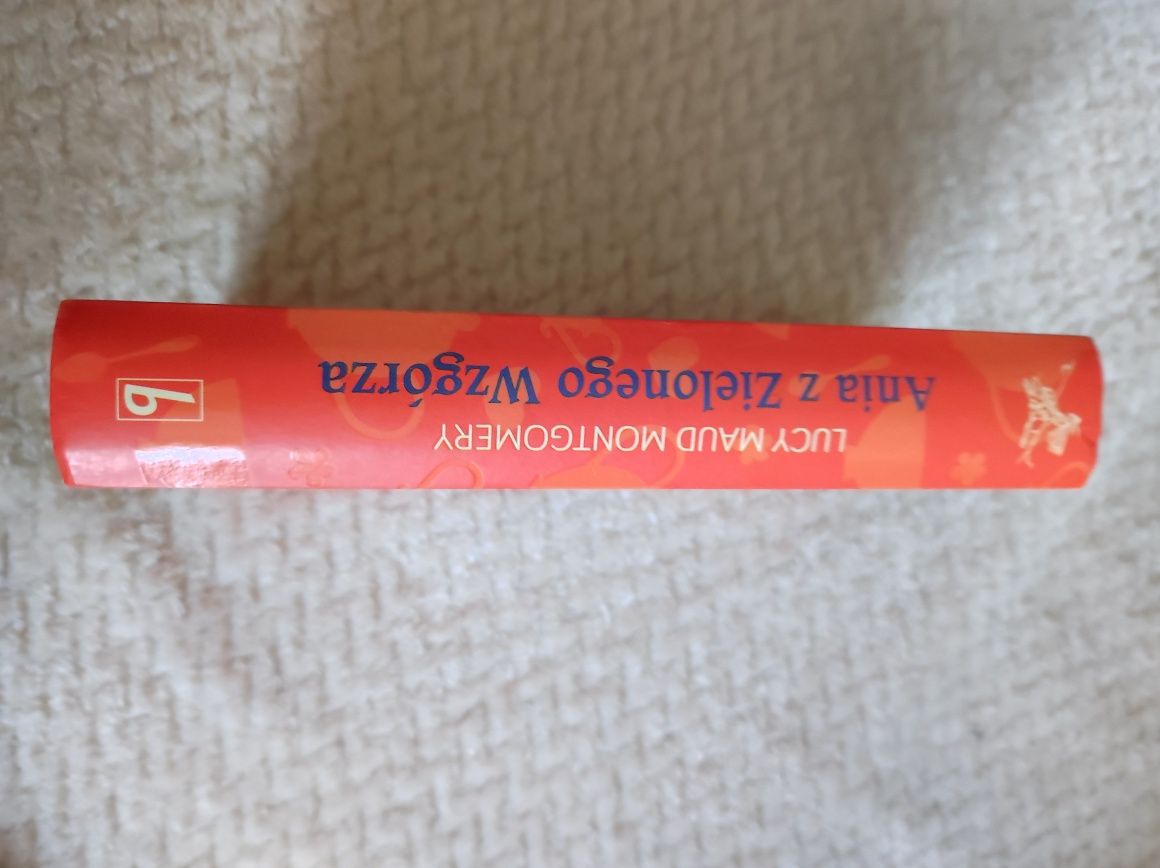 LUCY MAUD MONTGOMERY
Ania z Zielonego Wzgórza
b